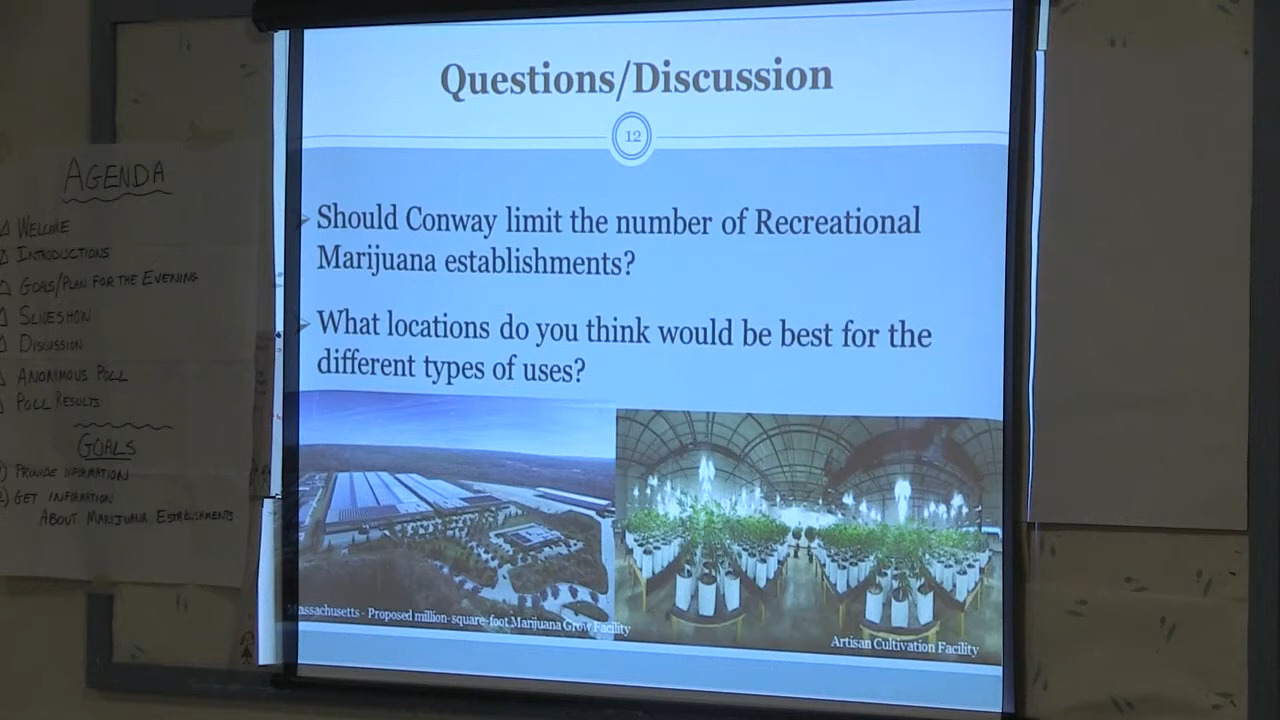 AGENDA
WELCOME
INTRODUCTIONS
GOALS/PLAN FOR THE EVENING
SLIDESHOW
DISCUSSION
ANONIMOUS POLL
POLL RESULTS
GOALS
1) PROVIDE INFORMATION
2) GET INFORMATION
ABOUT MARIJUANA ESTABLISHMENTS
Questions/Discussion
12
Should Conway limit the number of Recreational
Marijuana establishments?
What locations do you think would be best for the
different types of uses?
Massachusetts - Proposed million-square-foot Marijuana Grow Facility
Artisan Cultivation Facility